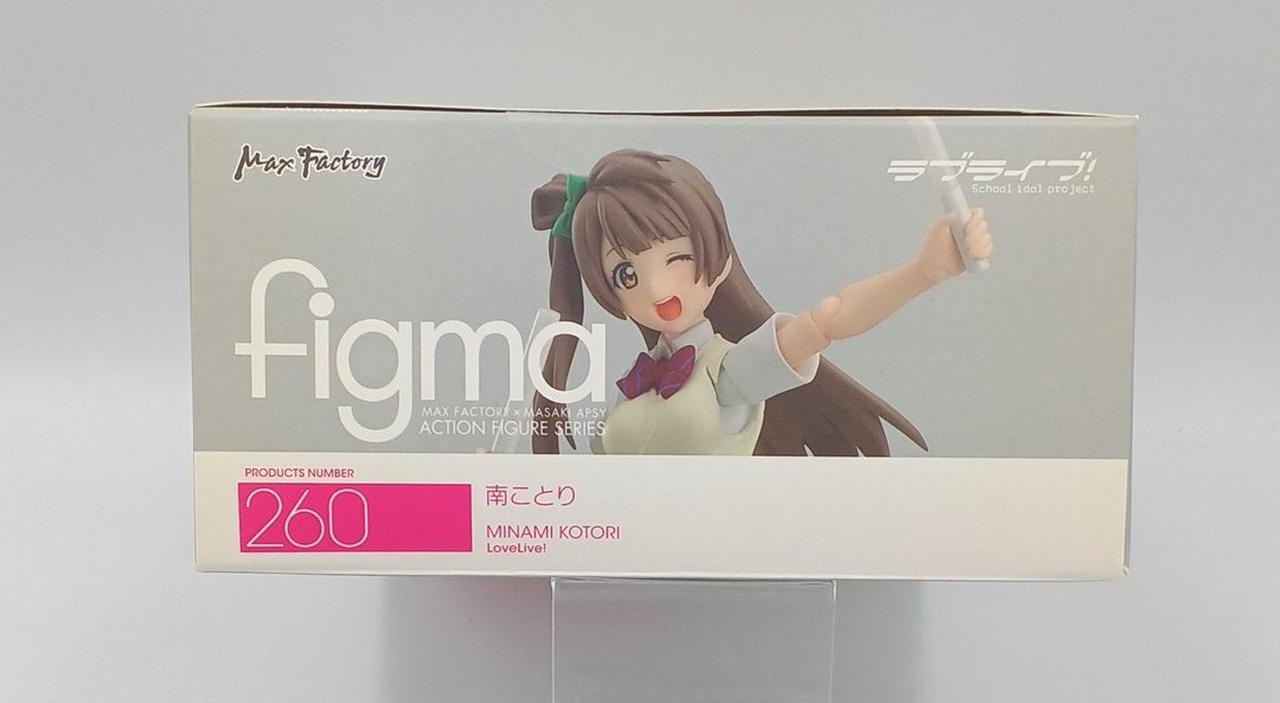 Max Factory
ラブライブ!
School idol project
figma
MAX FACTORY × MASAKI APSY
ACTION FIGURE SERIES
PRODUCTS NUMBER
260
南ことり
MINAMI KOTORI
LoveLive!